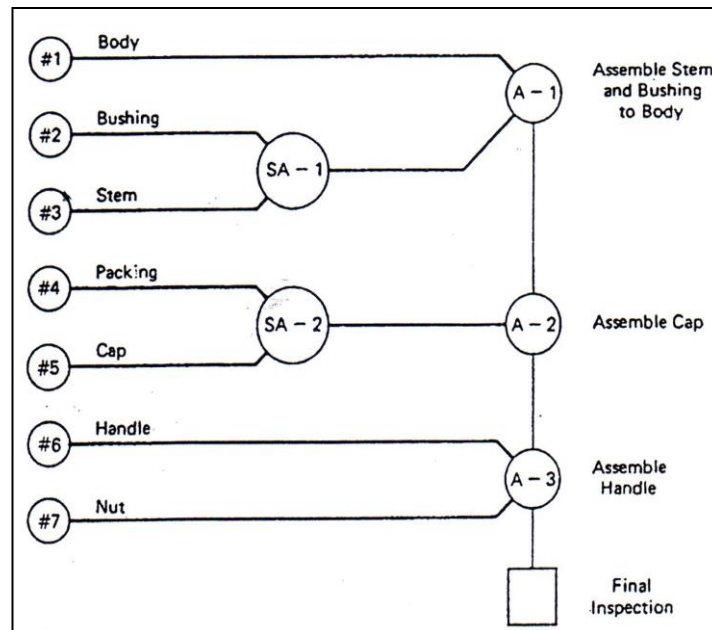 #1 Body
A – 1
Assemble Stem
and Bushing
to Body
#2 Bushing
SA – 1
#3 Stem
#4 Packing
SA – 2
A – 2
Assemble Cap
#5 Cap
#6 Handle
A – 3
Assemble
Handle
#7 Nut
Final
Inspection